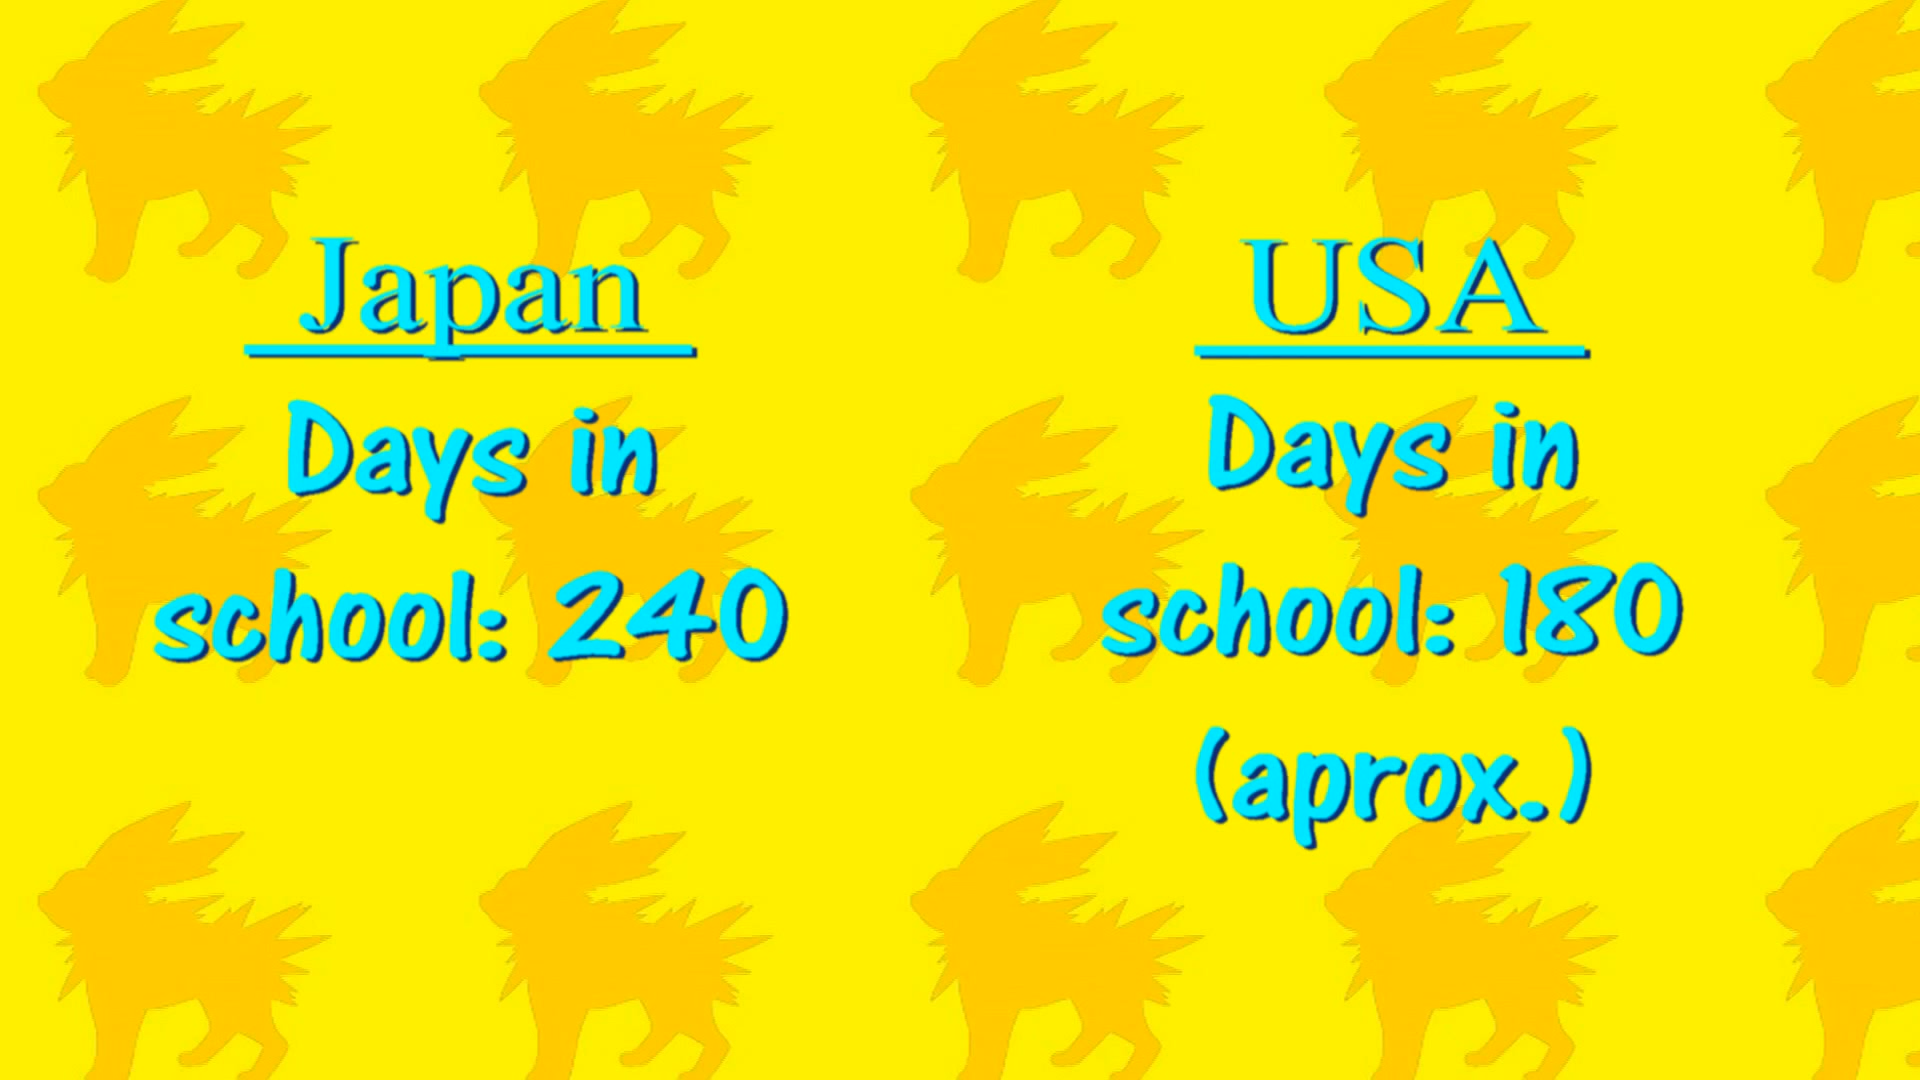 Japan
Days in
school: 240
USA
Days in
school: 180
(aprox.)